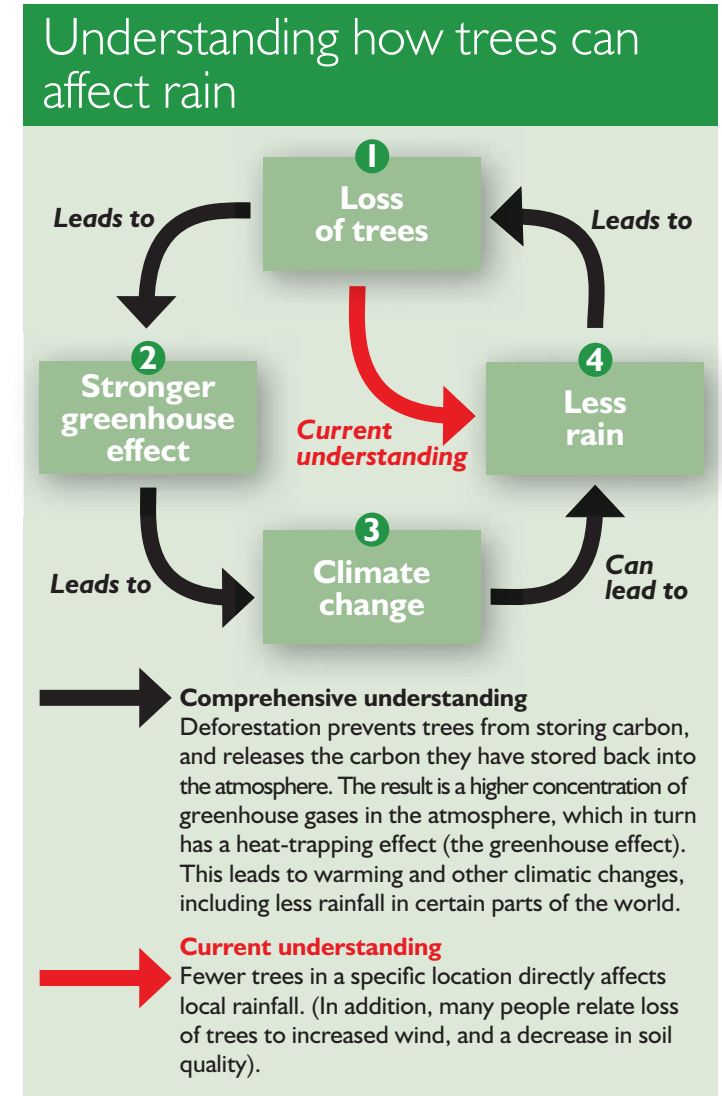 Understanding how trees can
affect rain
1
Loss
of trees
Leads to
Leads to
2
Stronger
greenhouse
effect
4
Less
rain
Current
understanding
3
Climate
change
Leads to
Can
lead to
Comprehensive understanding
Deforestation prevents trees from storing carbon,
and releases the carbon they have stored back into
the atmosphere. The result is a higher concentration of
greenhouse gases in the atmosphere, which in turn
has a heat-trapping effect (the greenhouse effect).
This leads to warming and other climatic changes,
including less rainfall in certain parts of the world.
Current understanding
Fewer trees in a specific location directly affects
local rainfall. (In addition, many people relate loss
of trees to increased wind, and a decrease in soil
quality).